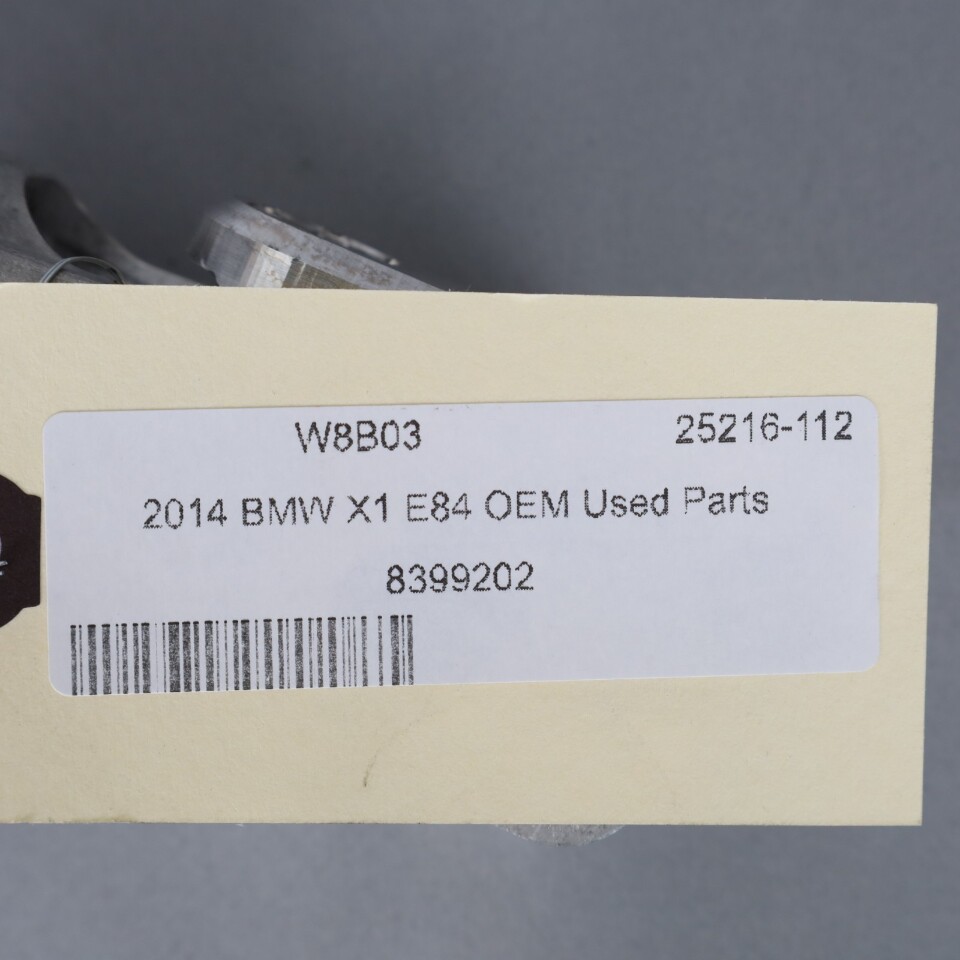 W8B03 25216-112
2014 BMW X1 E84 OEM Used Parts
8399202